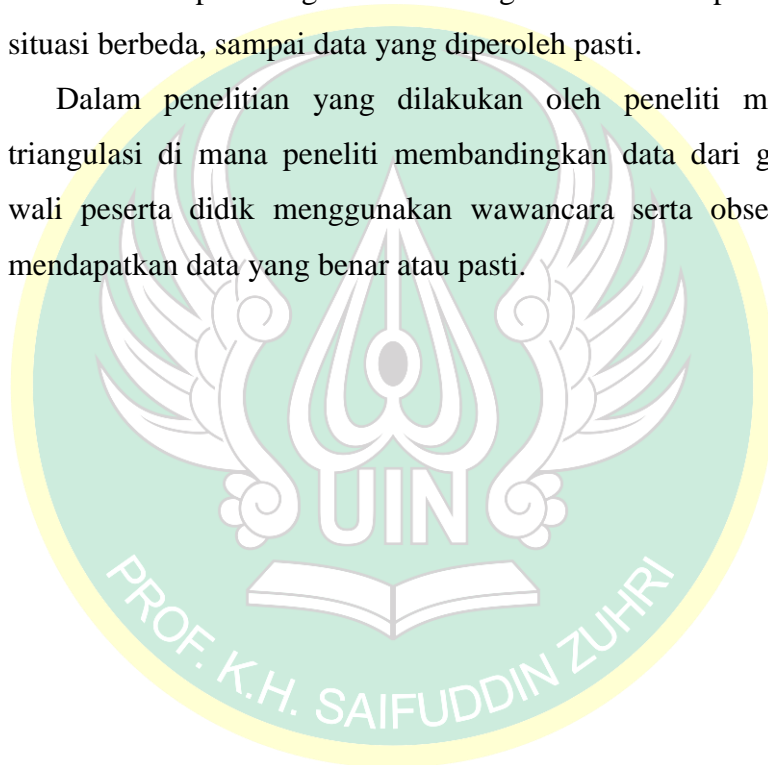 situasi berbeda, sampai data yang diperoleh pasti.
Dalam penelitian yang dilakukan oleh peneliti
triangulasi di mana peneliti membandingkan data dari
wali peserta didik menggunakan wawancara serta
mendapatkan data yang benar atau pasti.
UIN
PROF. K.H. SAIFUDDIN ZUHRI